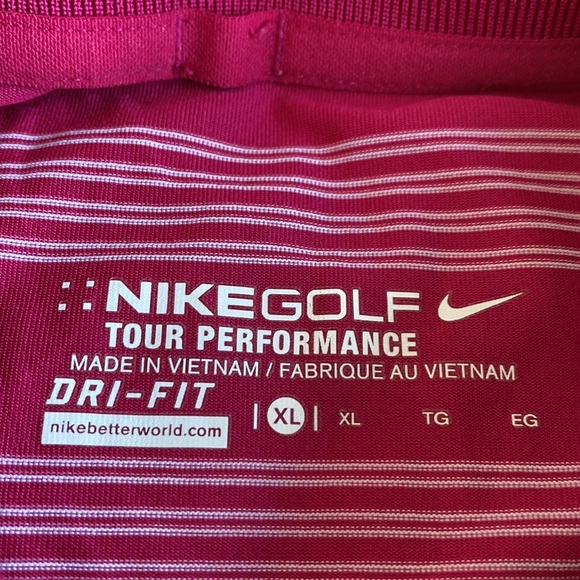 NIKEGOLF
TOUR PERFORMANCE
MADE IN VIETNAM / FABRIQUE AU VIETNAM
DRI-FIT
nikebetterworld.com | XL | XL TG EG